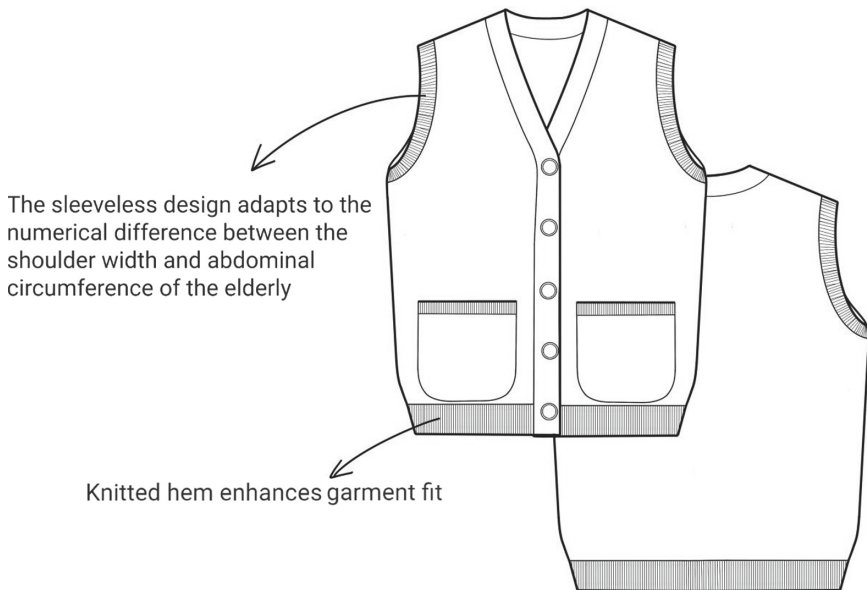 The sleeveless design adapts to the
numerical difference between the
shoulder width and abdominal
circumference of the elderly
Knitted hem enhances garment fit